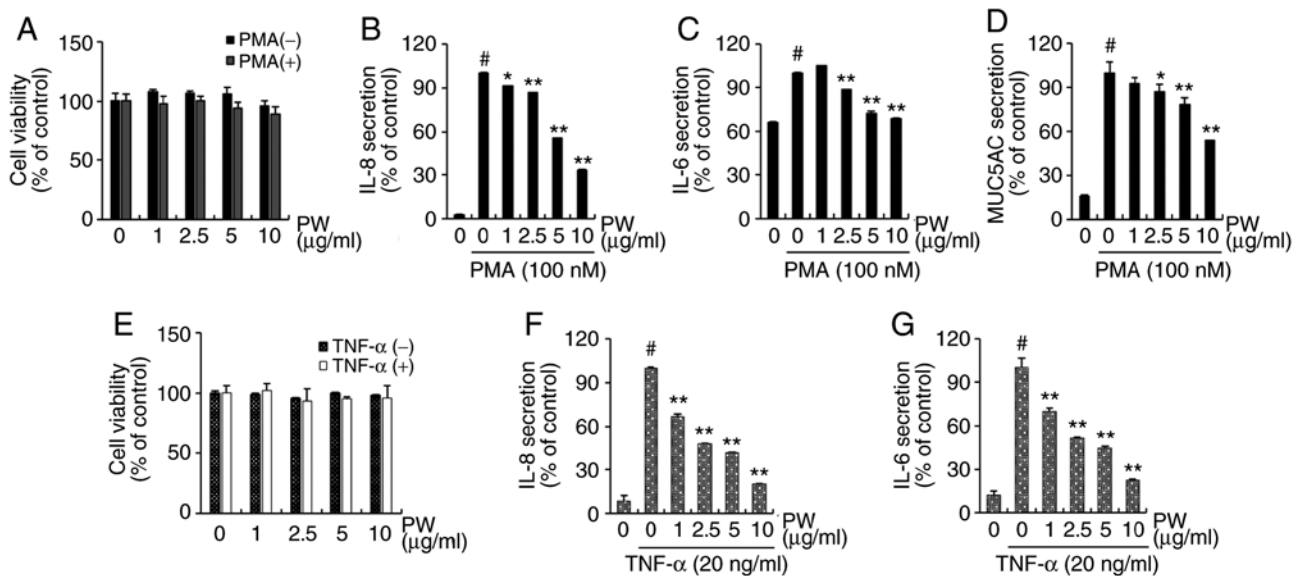 A
Cell viability
(% of control)
150
100
50
0
PMA(−)
PMA(+)
0 1 2.5 5 10
PW
(μg/ml)
B
IL-8 secretion
(% of control)
120
90
60
30
0
# * ** ** **
0 0 1 2.5 5 10
PW
(μg/ml)
PMA (100 nM)
C
IL-6 secretion
(% of control)
120
90
60
30
0
# ** ** **
0 0 1 2.5 5 10
PW
(μg/ml)
PMA (100 nM)
D
MUC5AC secretion
(% of control)
120
90
60
30
0
# * ** **
0 0 1 2.5 5 10
PW
(μg/ml)
PMA (100 nM)
E
Cell viability
(% of control)
150
100
50
0
TNF-α (−)
TNF-α (+)
0 1 2.5 5 10
PW
(μg/ml)
F
IL-8 secretion
(% of control)
120
90
60
30
0
# ** ** ** **
0 0 1 2.5 5 10
PW
(μg/ml)
TNF-α (20 ng/ml)
G
IL-6 secretion
(% of control)
120
90
60
30
0
# ** ** ** **
0 0 1 2.5 5 10
PW
(μg/ml)
TNF-α (20 ng/ml)